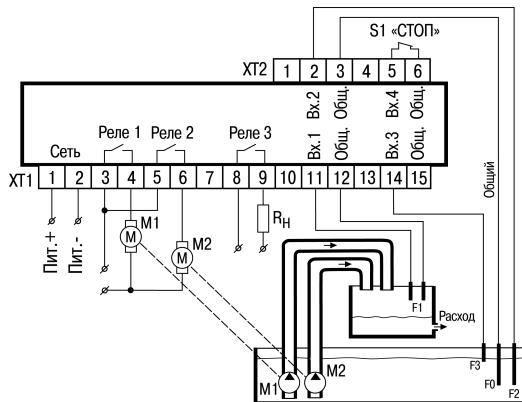 S1 «СТОП»
XT2 1 2 3 4 5 6
Вх.2 Общ. Вх.4 Общ.
Реле 1 Реле 2 Реле 3
Сеть
Вх.1 Общ. Вх.3 Общ.
XT1 1 2 3 4 5 6 7 8 9 10 11 12 13 14 15
Общий
Пит.+ Пит.-
M M1
M M2
RН
F1
Расход
F3 F0 F2
M1 M2